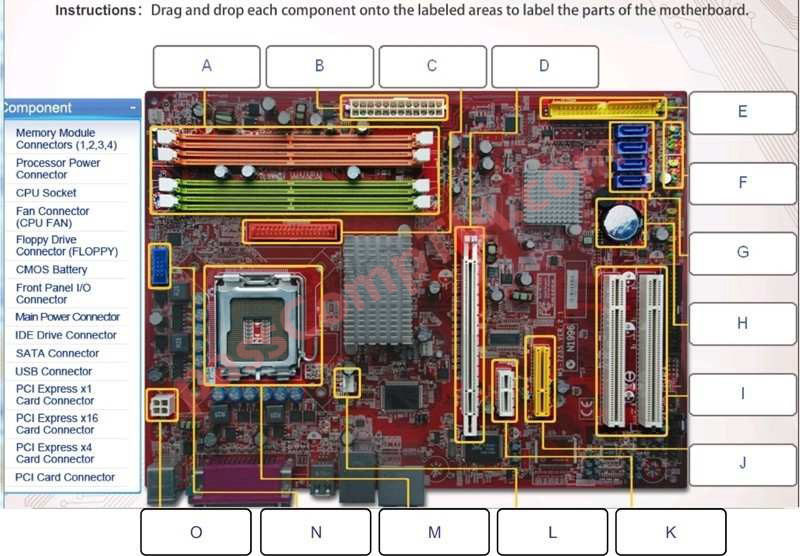 Instructions: Drag and drop each component onto the labeled areas to label the parts of the motherboard.
A
B
C
D
E
F
G
H
I
J
O
N
M
L
K
Component
Memory Module
Connectors (1,2,3,4)
Processor Power
Connector
CPU Socket
Fan Connector
(CPU FAN)
Floppy Drive
Connector (FLOPPY)
CMOS Battery
Front Panel I/O
Connector
Main Power Connector
IDE Drive Connector
SATA Connector
USB Connector
PCI Express x1
Card Connector
PCI Express x16
Card Connector
PCI Express x4
Card Connector
PCI Card Connector
N1996
CE